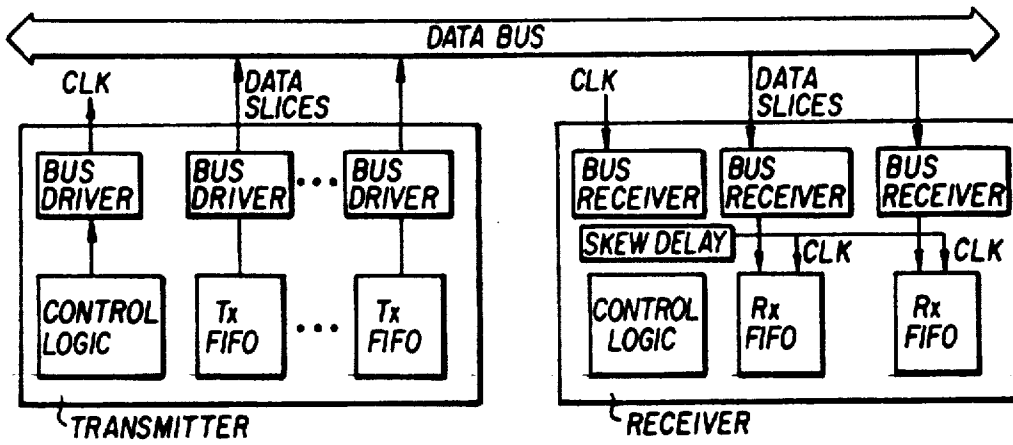 DATA BUS
CLK
DATA
SLICES
CLK
DATA
SLICES
BUS
DRIVER
BUS
DRIVER
BUS
DRIVER
BUS
RECEIVER
BUS
RECEIVER
BUS
RECEIVER
SKEW DELAY
CLK
CLK
CONTROL
LOGIC
Tx
FIFO
Tx
FIFO
CONTROL
LOGIC
Rx
FIFO
Rx
FIFO
TRANSMITTER
RECEIVER